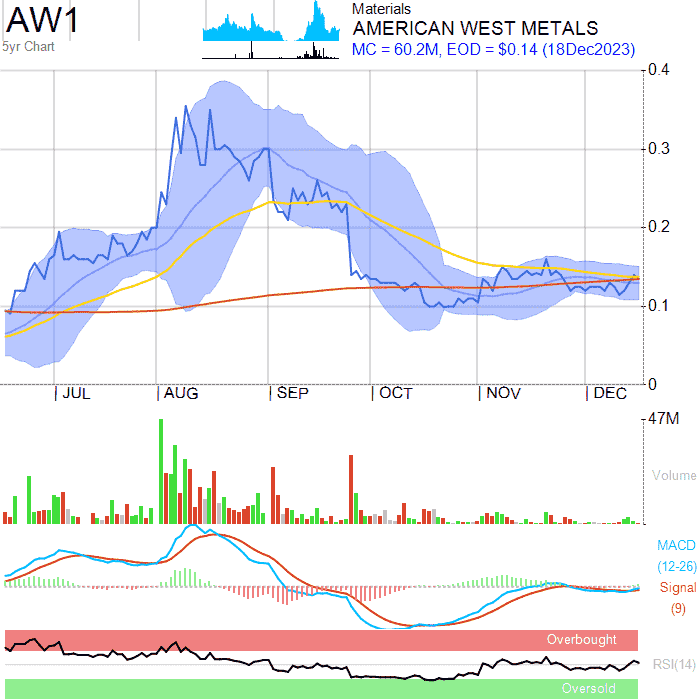 AW1
5yr Chart
Materials
AMERICAN WEST METALS
MC = 60.2M, EOD = $0.14 (18Dec2023)
0.4
0.3
0.2
0.1
0
JUL AUG SEP OCT NOV DEC
47M
Volume
MACD
(12-26)
Signal
(9)
Overbought
RSI(14)
Oversold